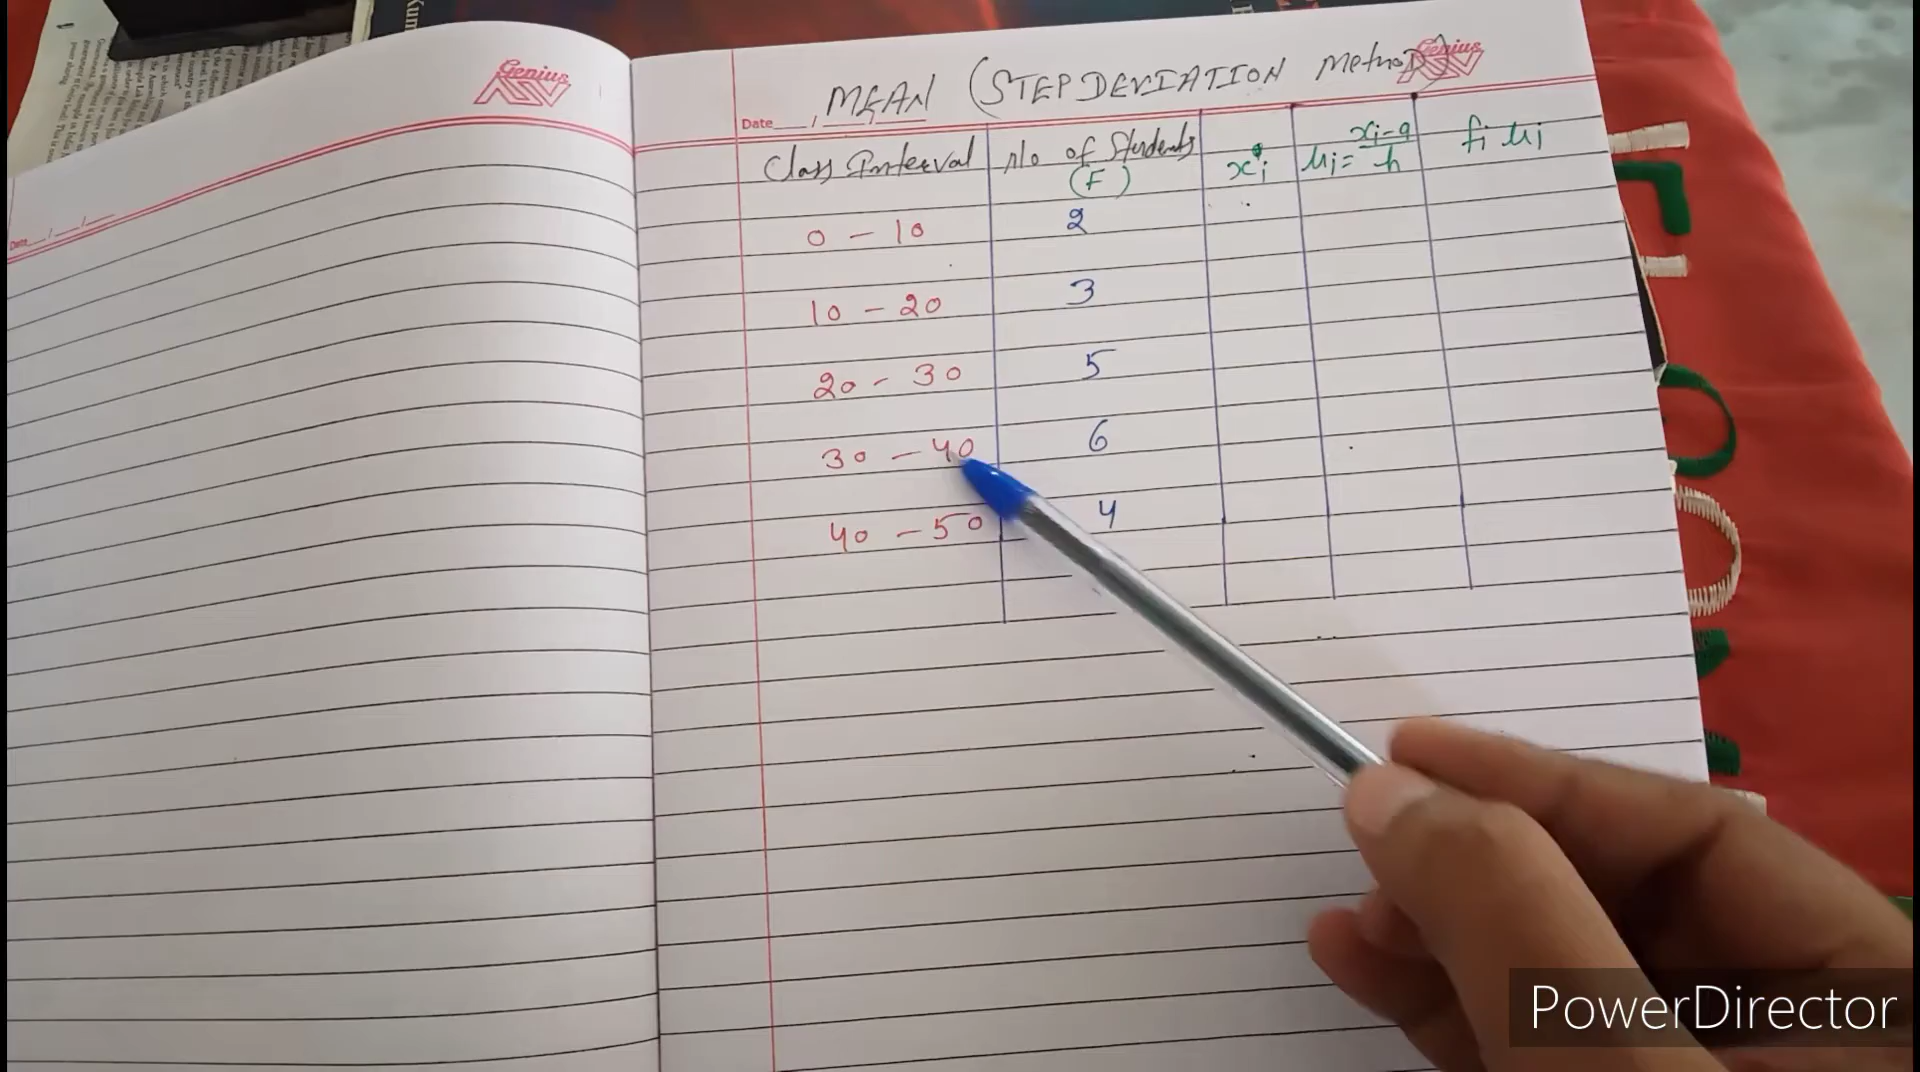 Genius
Date
Genius
Date MEAN (STEP DEVIATION Method)
Class Interval No of Students (F) xi ui = xi-a/h fi ui
0 - 10 2
10 - 20 3
20 - 30 5
30 - 40 6
40 - 50 4
PowerDirector